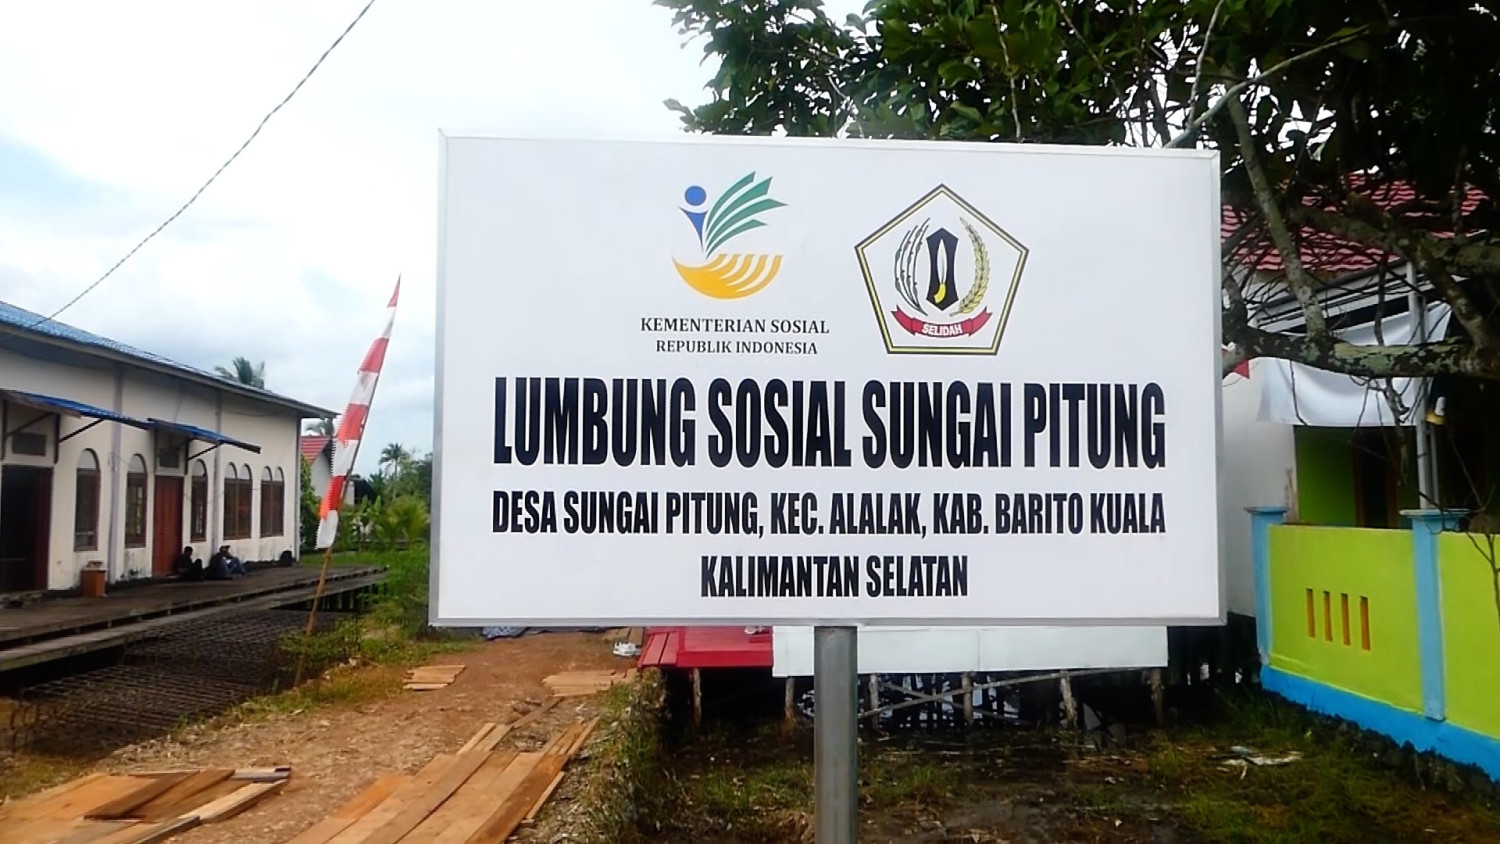 KEMENTERIAN SOSIAL
REPUBLIK INDONESIA
SELIDAH
LUMBUNG SOSIAL SUNGAI PITUNG
DESA SUNGAI PITUNG, KEC. ALALAK, KAB. BARITO KUALA
KALIMANTAN SELATAN